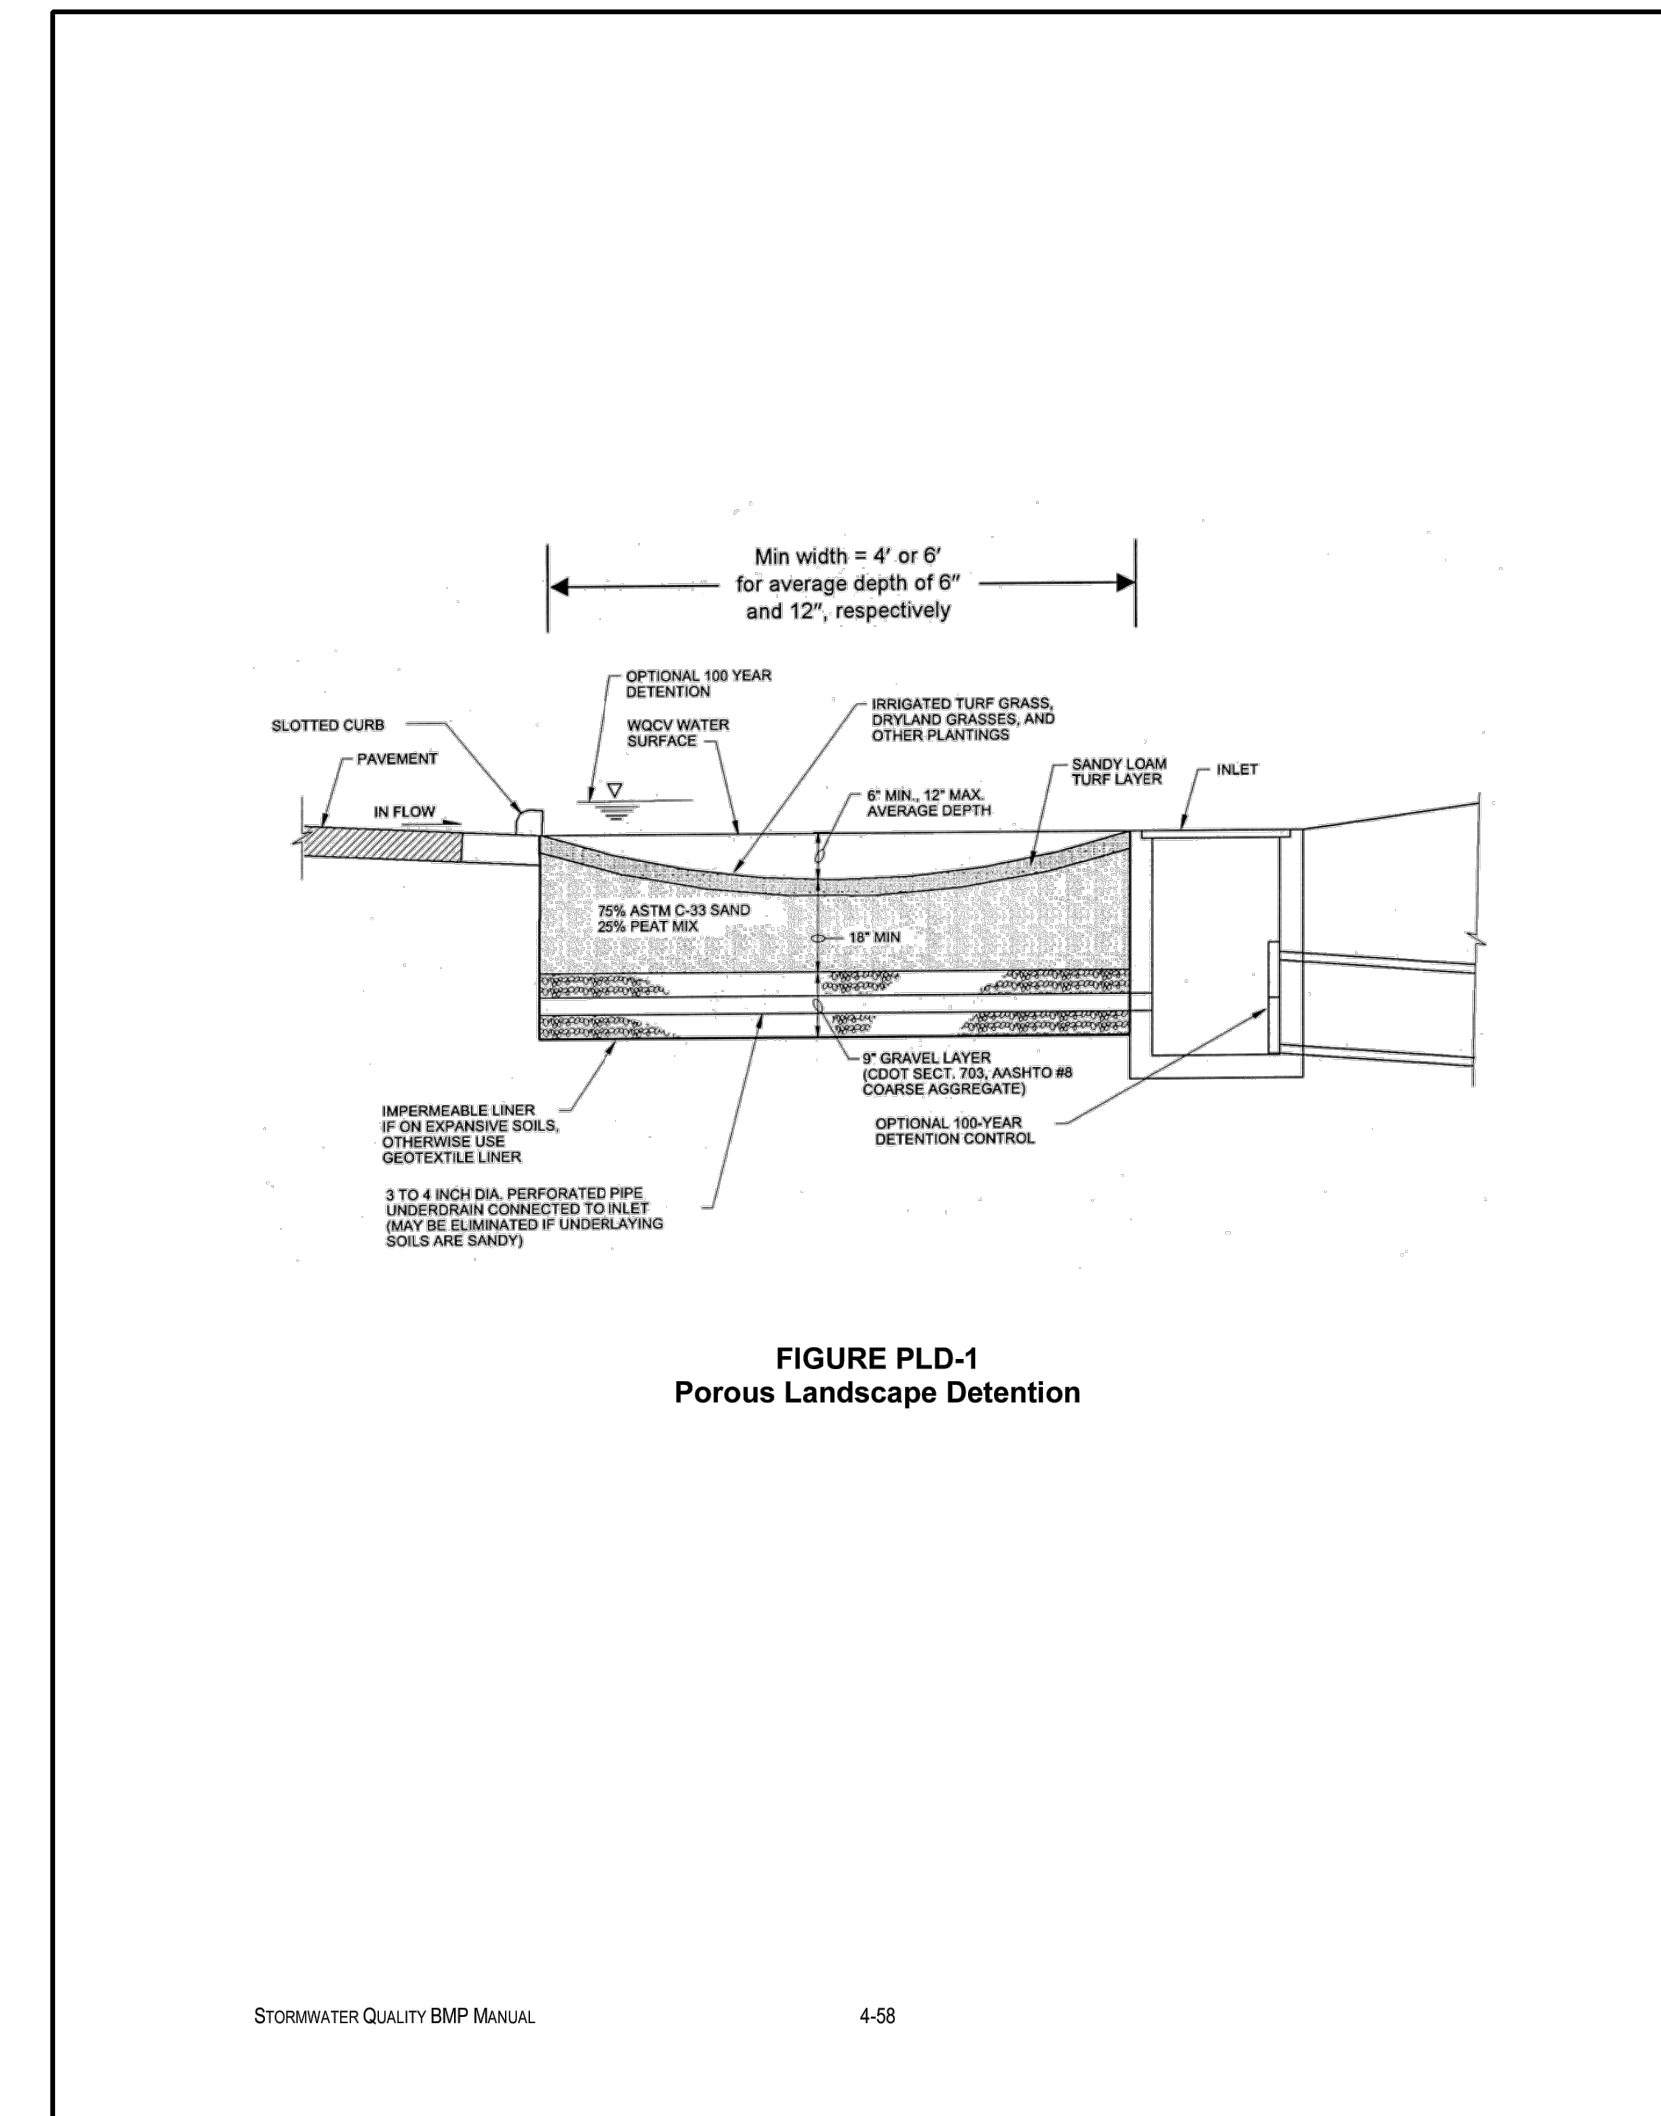 Min width = 4′ or 6′
for average depth of 6″
and 12″, respectively
OPTIONAL 100 YEAR
DETENTION
IRRIGATED TURF GRASS,
DRYLAND GRASSES, AND
OTHER PLANTINGS
SLOTTED CURB
WQCV WATER
SURFACE
PAVEMENT
SANDY LOAM
TURF LAYER
INLET
IN FLOW
6" MIN., 12" MAX.
AVERAGE DEPTH
75% ASTM C-33 SAND
25% PEAT MIX
18" MIN
9" GRAVEL LAYER
(CDOT SECT. 703, AASHTO #8
COARSE AGGREGATE)
IMPERMEABLE LINER
IF ON EXPANSIVE SOILS,
OTHERWISE USE
GEOTEXTILE LINER
OPTIONAL 100-YEAR
DETENTION CONTROL
3 TO 4 INCH DIA. PERFORATED PIPE
UNDERDRAIN CONNECTED TO INLET
(MAY BE ELIMINATED IF UNDERLAYING
SOILS ARE SANDY)
FIGURE PLD-1
Porous Landscape Detention
STORMWATER QUALITY BMP MANUAL
4-58